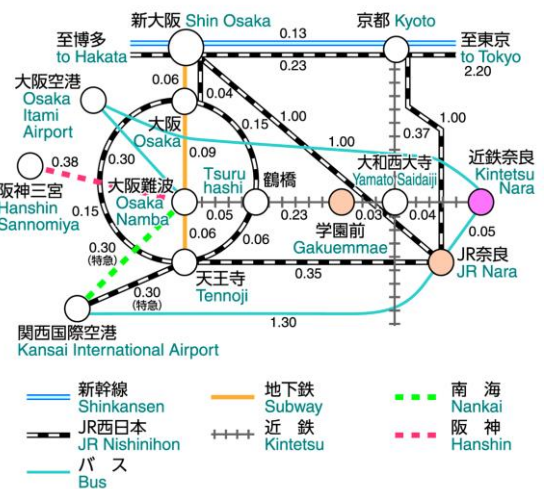 新大阪 Shin Osaka
京都 Kyoto
至博多
to Hakata
0.13
0.23
至東京
to Tokyo
2.20
大阪空港
Osaka
Itami
Airport
0.06
0.04
大阪
Osaka
0.15
1.00
1.00
0.37
1.00
近鉄奈良
Kintetsu
Nara
0.38
0.30
0.09
Tsuru
hashi
鶴橋
大和西大寺
Yamato Saidaiji
阪神三宮
Hanshin
Sannomiya
大阪難波
Osaka
Namba
0.15
0.05
0.23
0.03
0.04
0.05
学園前
Gakuemmae
0.06
0.06
0.30
(特急)
0.30
(特急)
天王寺
Tennoji
0.35
JR奈良
JR Nara
1.30
関西国際空港
Kansai International Airport
新幹線
Shinkansen
地下鉄
Subway
南 海
Nankai
JR西日本
JR Nishinihon
近 鉄
Kintetsu
阪 神
Hanshin
バ ス
Bus